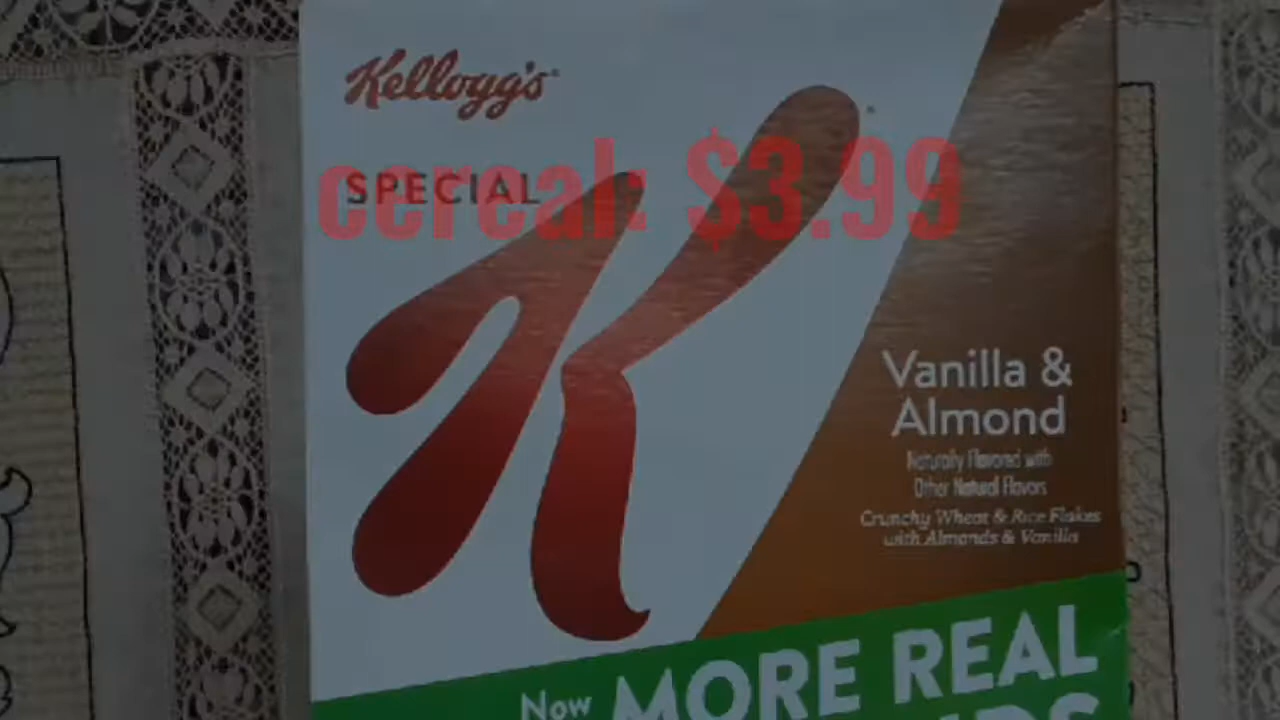 Kellogg's
SPECIAL
K
cereal: $3.99
Vanilla &
Almond
Naturally Flavored with
Other Natural Flavors
Crunchy Wheat & Rice Flakes
with Almonds & Vanilla
Now MORE REAL